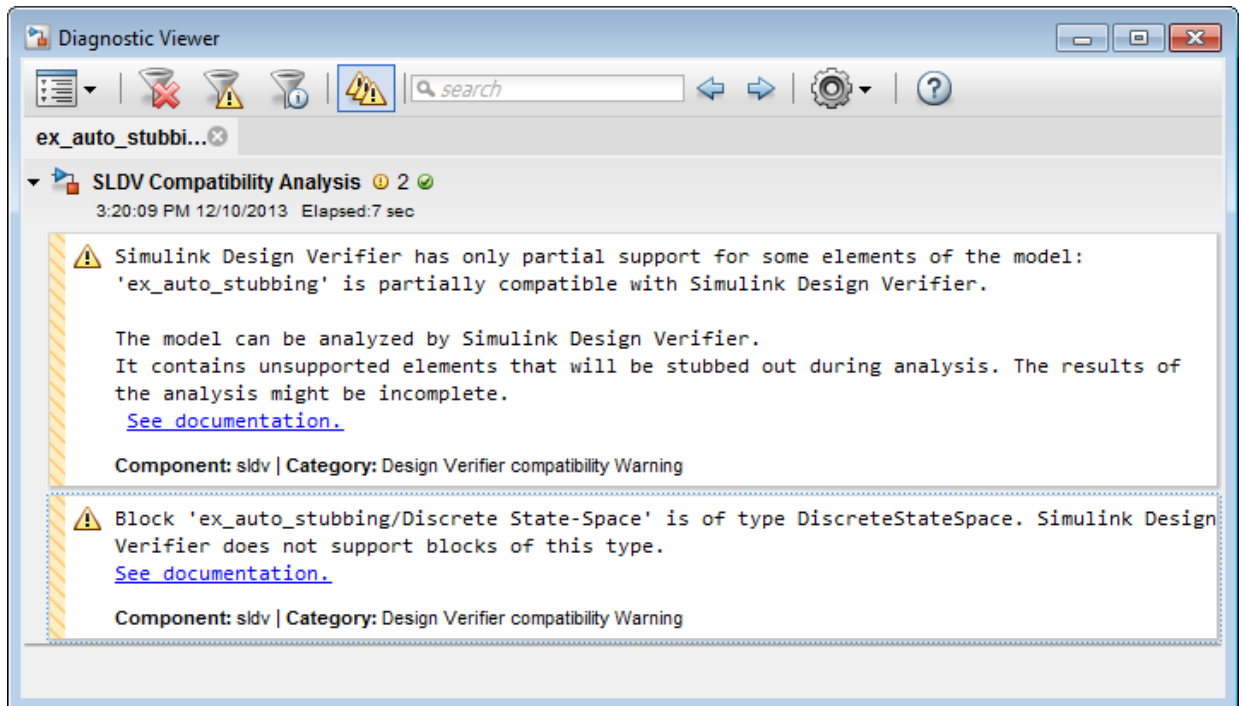 Diagnostic Viewer
search
ex_auto_stubbi...
SLDV Compatibility Analysis 2
3:20:09 PM 12/10/2013 Elapsed:7 sec
Simulink Design Verifier has only partial support for some elements of the model:
'ex_auto_stubbing' is partially compatible with Simulink Design Verifier.
The model can be analyzed by Simulink Design Verifier.
It contains unsupported elements that will be stubbed out during analysis. The results of
the analysis might be incomplete.
See documentation.
Component: sldv | Category: Design Verifier compatibility Warning
Block 'ex_auto_stubbing/Discrete State-Space' is of type DiscreteStateSpace. Simulink Design
Verifier does not support blocks of this type.
See documentation.
Component: sldv | Category: Design Verifier compatibility Warning